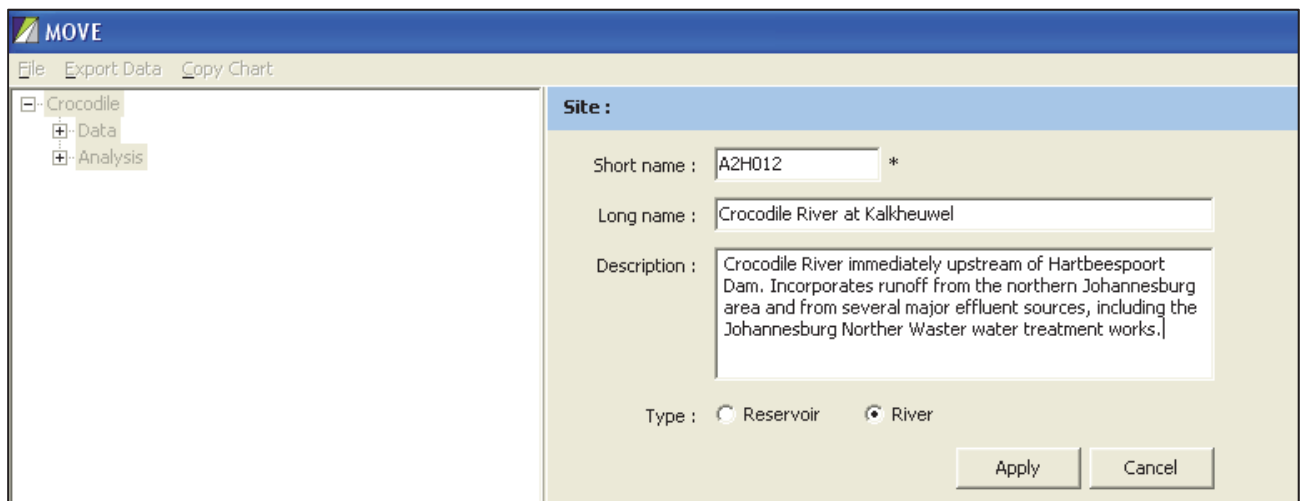 MOVE
File Export Data Copy Chart
Crocodile
Data
Analysis
Site :
Short name : A2H012 *
Long name : Crocodile River at Kalkheuwel
Description : Crocodile River immediately upstream of Hartbeespoort
Dam. Incorporates runoff from the northern Johannesburg
area and from several major effluent sources, including the
Johannesburg Norther Waster water treatment works.
Type : Reservoir River
Apply Cancel